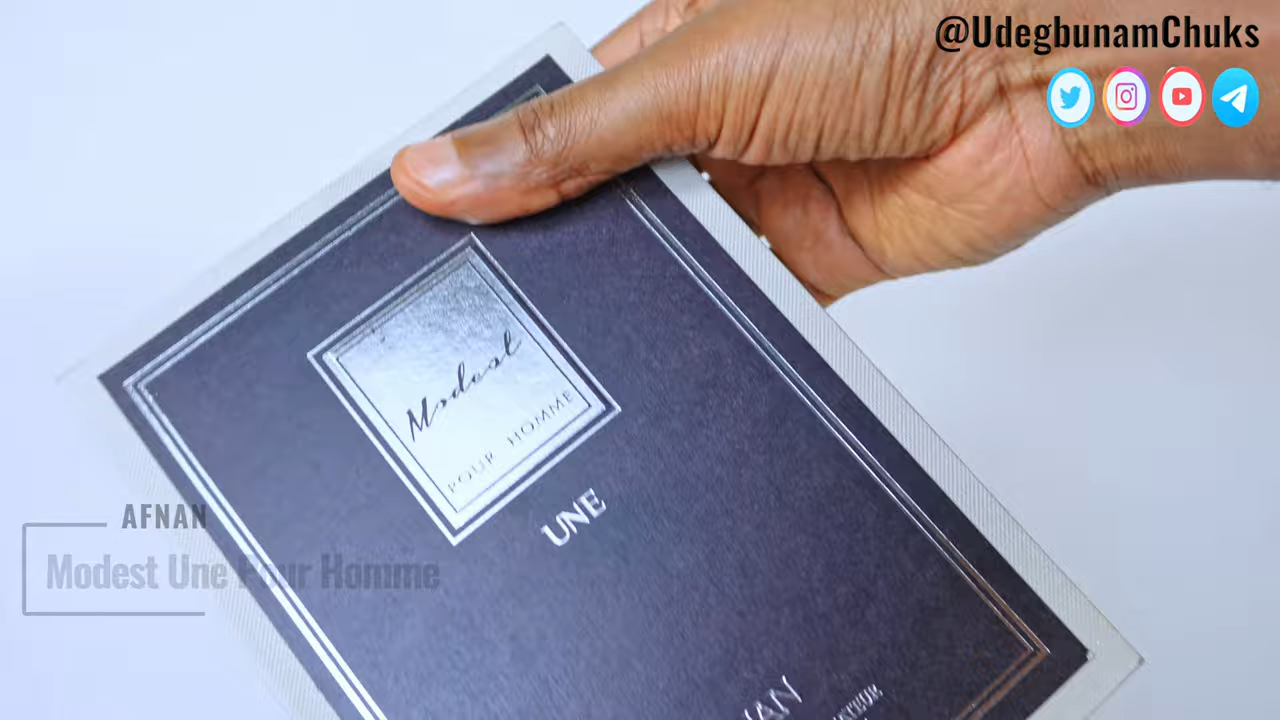 @UdegbunamChuks
Modest
POUR HOMME
UNE
AFNAN
Modest Une Pour Homme